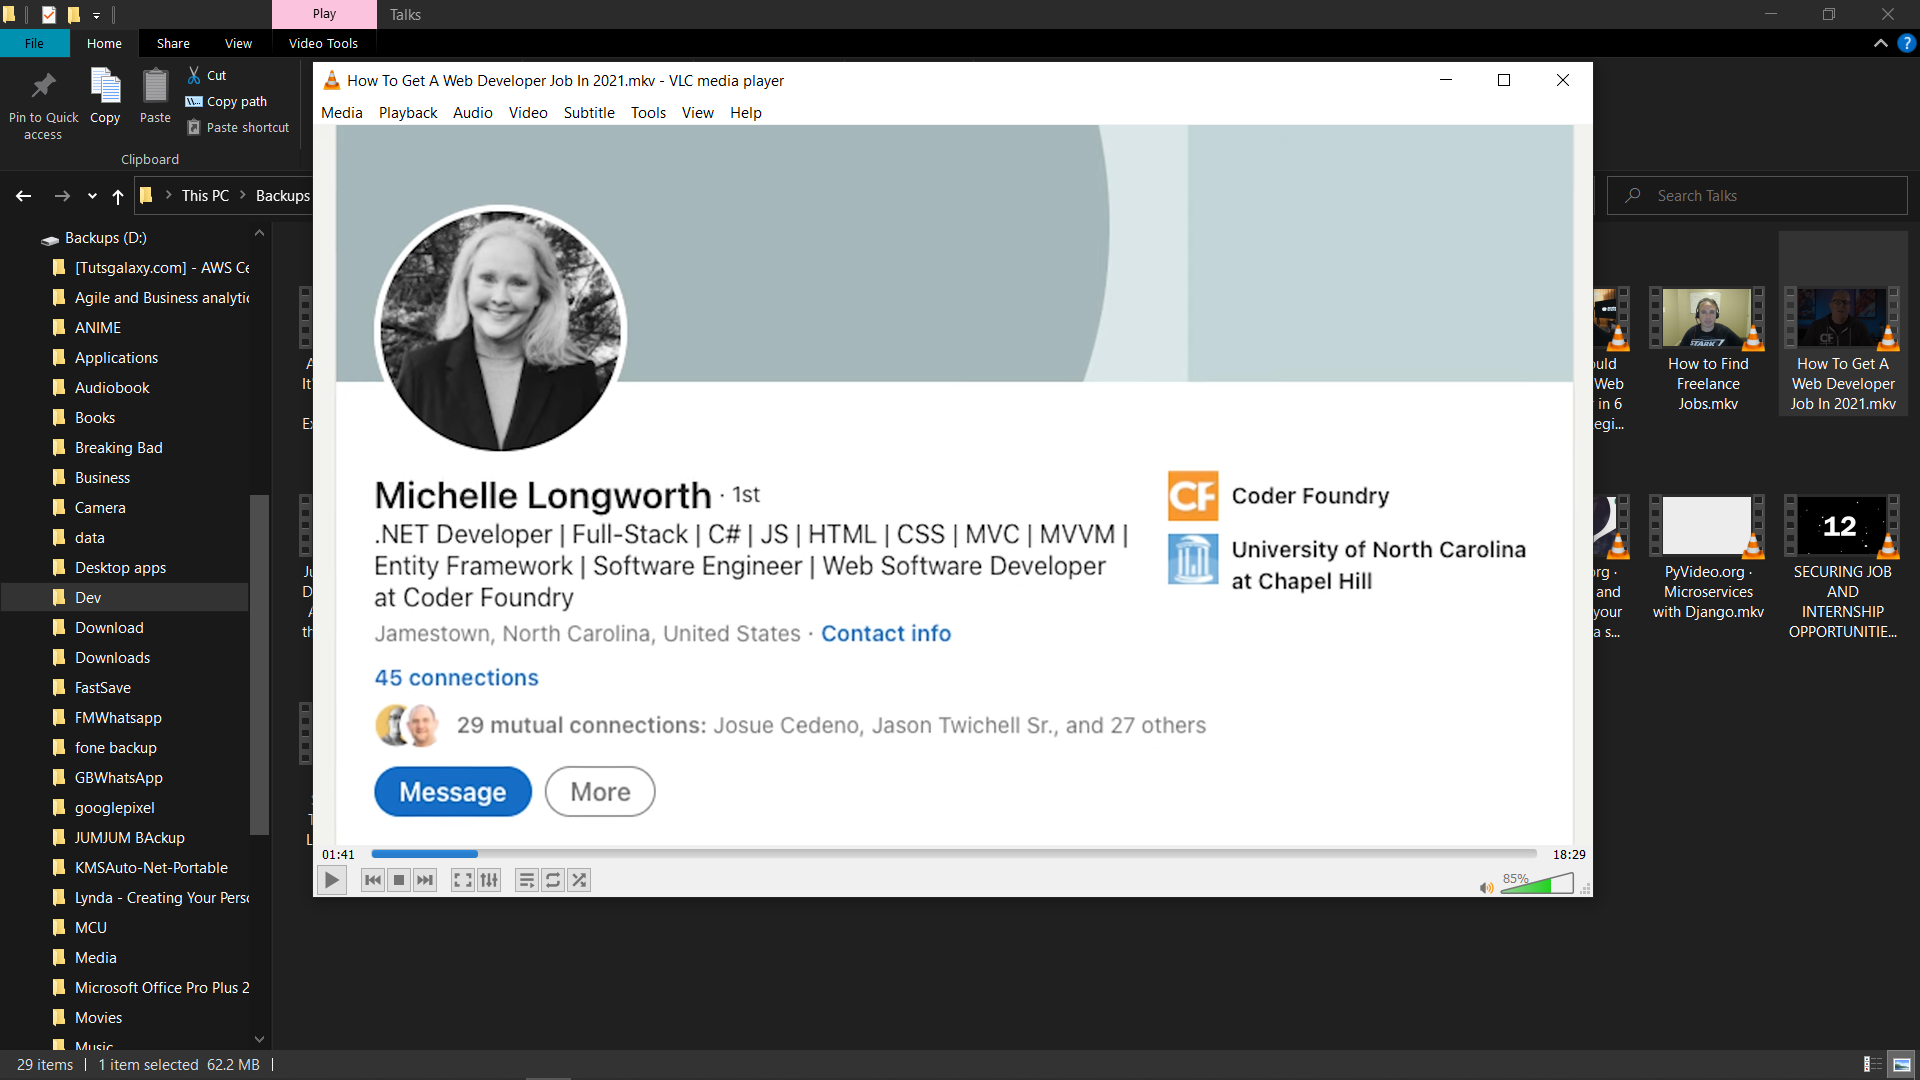 Play
Talks
File
Home
Share
View
Video Tools
Pin to Quick
access
Copy
Paste
Cut
Copy path
Paste shortcut
Clipboard
This PC
Backups
Search Talks
Backups (D:)
[Tutsgalaxy.com] - AWS Ce
Agile and Business analytic
ANIME
Applications
Audiobook
Books
Breaking Bad
Business
Camera
data
Desktop apps
Dev
Download
Downloads
FastSave
FMWhatsapp
fone backup
GBWhatsApp
googlepixel
JUMJUM BAckup
KMSAuto-Net-Portable
Lynda - Creating Your Perso
MCU
Media
Microsoft Office Pro Plus 2
Movies
Music
29 items
1 item selected 62.2 MB
How To Get A Web Developer Job In 2021.mkv - VLC media player
Media
Playback
Audio
Video
Subtitle
Tools
View
Help
Michelle Longworth · 1st
.NET Developer | Full-Stack | C# | JS | HTML | CSS | MVC | MVVM |
Entity Framework | Software Engineer | Web Software Developer
at Coder Foundry
Jamestown, North Carolina, United States · Contact info
45 connections
29 mutual connections: Josue Cedeno, Jason Twichell Sr., and 27 others
Message
More
CF
Coder Foundry
University of North Carolina
at Chapel Hill
01:41
18:29
85%
Web
in 6
How to Find
Freelance
Jobs.mkv
How To Get A
Web Developer
Job In 2021.mkv
and
your
PyVideo.org ·
Microservices
with Django.mkv
12
SECURING JOB
AND
INTERNSHIP
OPPORTUNITIE...